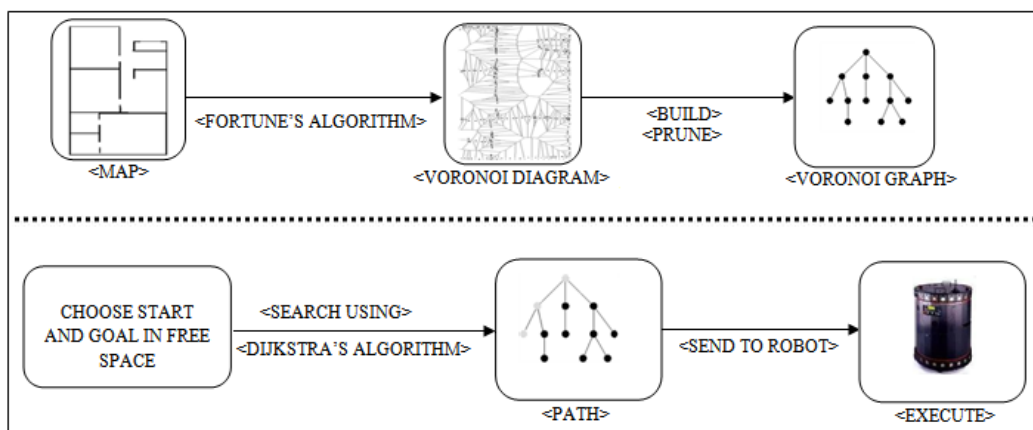 <FORTUNE'S ALGORITHM>
<BUILD>
<PRUNE>
<MAP>
<VORONOI DIAGRAM>
<VORONOI GRAPH>
CHOOSE START
AND GOAL IN FREE
SPACE
<SEARCH USING>
<DIJKSTRA'S ALGORITHM>
<SEND TO ROBOT>
<PATH>
<EXECUTE>